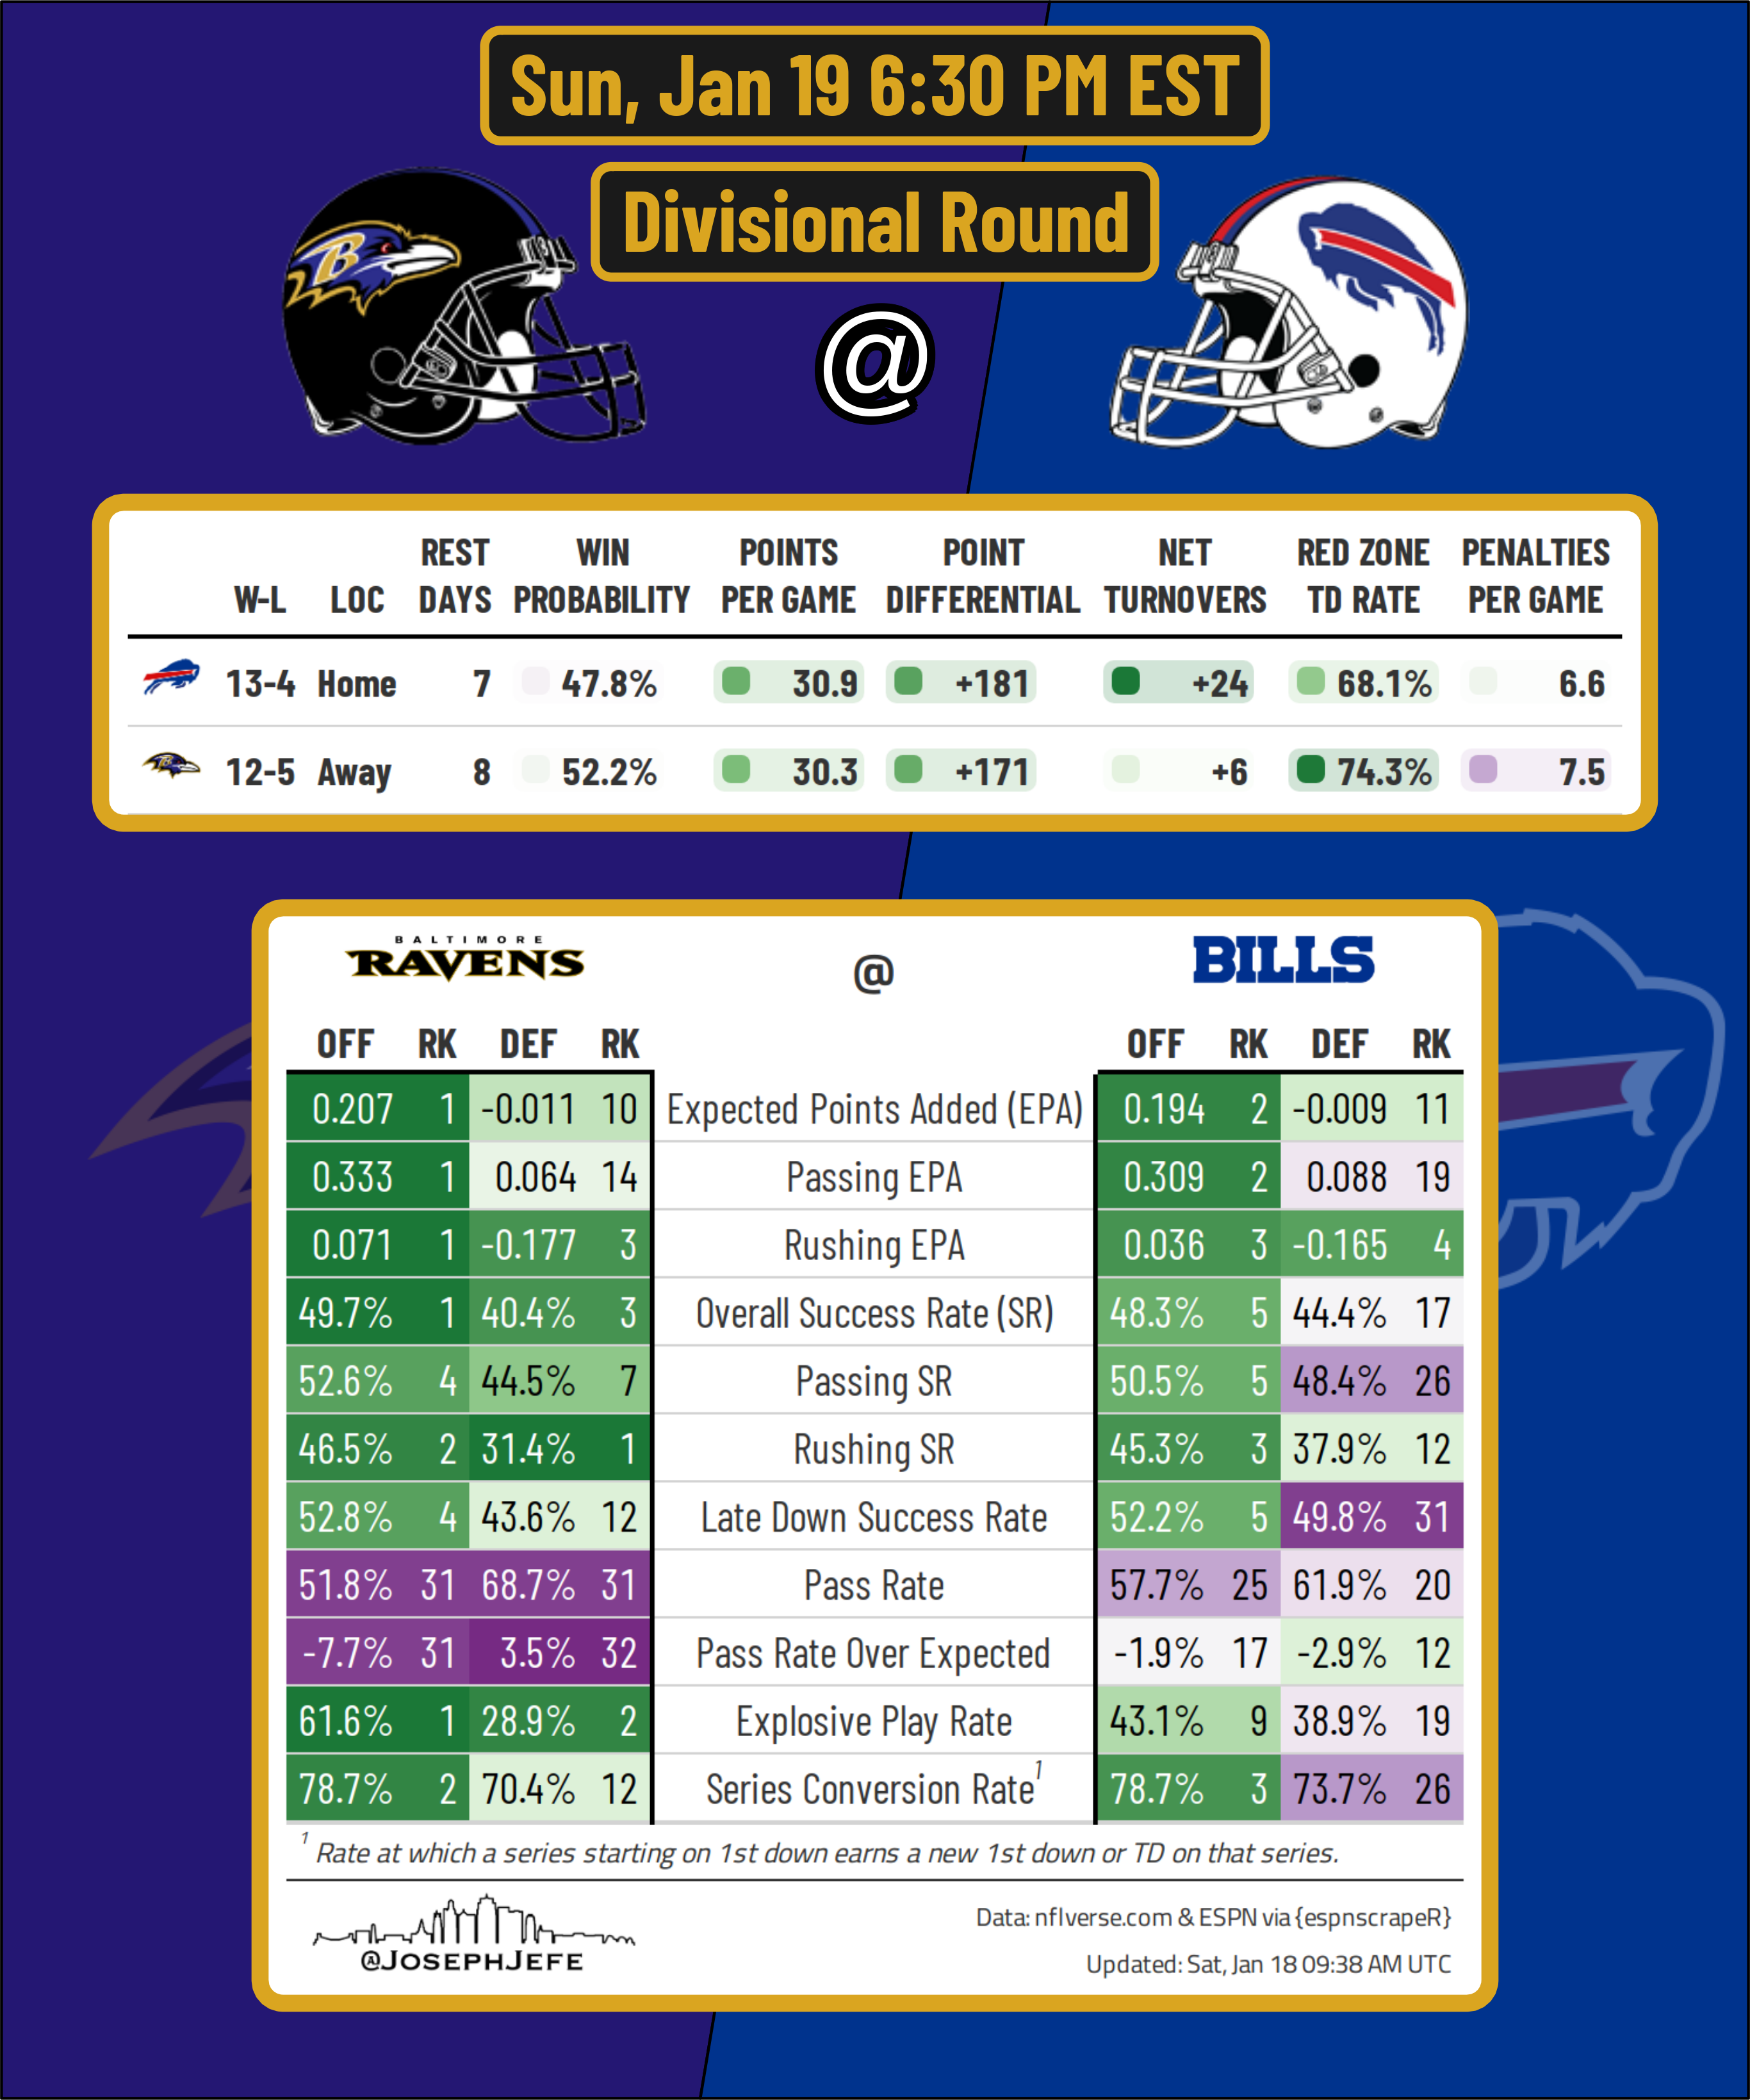 Sun, Jan 19 6:30 PM EST
Divisional Round
B
@
REST WIN POINTS POINT NET RED ZONE PENALTIES
W-L LOC DAYS PROBABILITY PER GAME DIFFERENTIAL TURNOVERS TD RATE PER GAME
13-4 Home 7 47.8% 30.9 +181 +24 68.1% 6.6
12-5 Away 8 52.2% 30.3 +171 +6 74.3% 7.5
BALTIMORE
RAVENS @ BILLS
OFF RK DEF RK OFF RK DEF RK
0.207 1 -0.011 10 Expected Points Added (EPA) 0.194 2 -0.009 11
0.333 1 0.064 14 Passing EPA 0.309 2 0.088 19
0.071 1 -0.177 3 Rushing EPA 0.036 3 -0.165 4
49.7% 1 40.4% 3 Overall Success Rate (SR) 48.3% 5 44.4% 17
52.6% 4 44.5% 7 Passing SR 50.5% 5 48.4% 26
46.5% 2 31.4% 1 Rushing SR 45.3% 3 37.9% 12
52.8% 4 43.6% 12 Late Down Success Rate 52.2% 5 49.8% 31
51.8% 31 68.7% 31 Pass Rate 57.7% 25 61.9% 20
-7.7% 31 3.5% 32 Pass Rate Over Expected -1.9% 17 -2.9% 12
61.6% 1 28.9% 2 Explosive Play Rate 43.1% 9 38.9% 19
78.7% 2 70.4% 12 Series Conversion Rate¹ 78.7% 3 73.7% 26
¹ Rate at which a series starting on 1st down earns a new 1st down or TD on that series.
@JOSEPHJEFE
Data: nflverse.com & ESPN via {espnscrapeR}
Updated: Sat, Jan 18 09:38 AM UTC